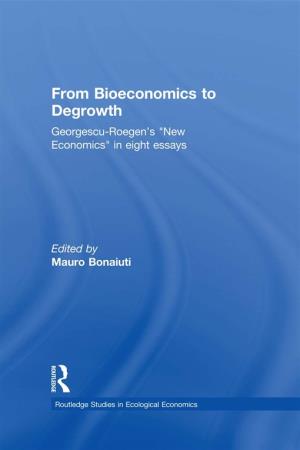 From Bioeconomics to
Degrowth
Georgescu-Roegen's "New
Economics" in eight essays
Edited by
Mauro Bonaiuti
ROUTLEDGE
Routledge Studies in Ecological Economics